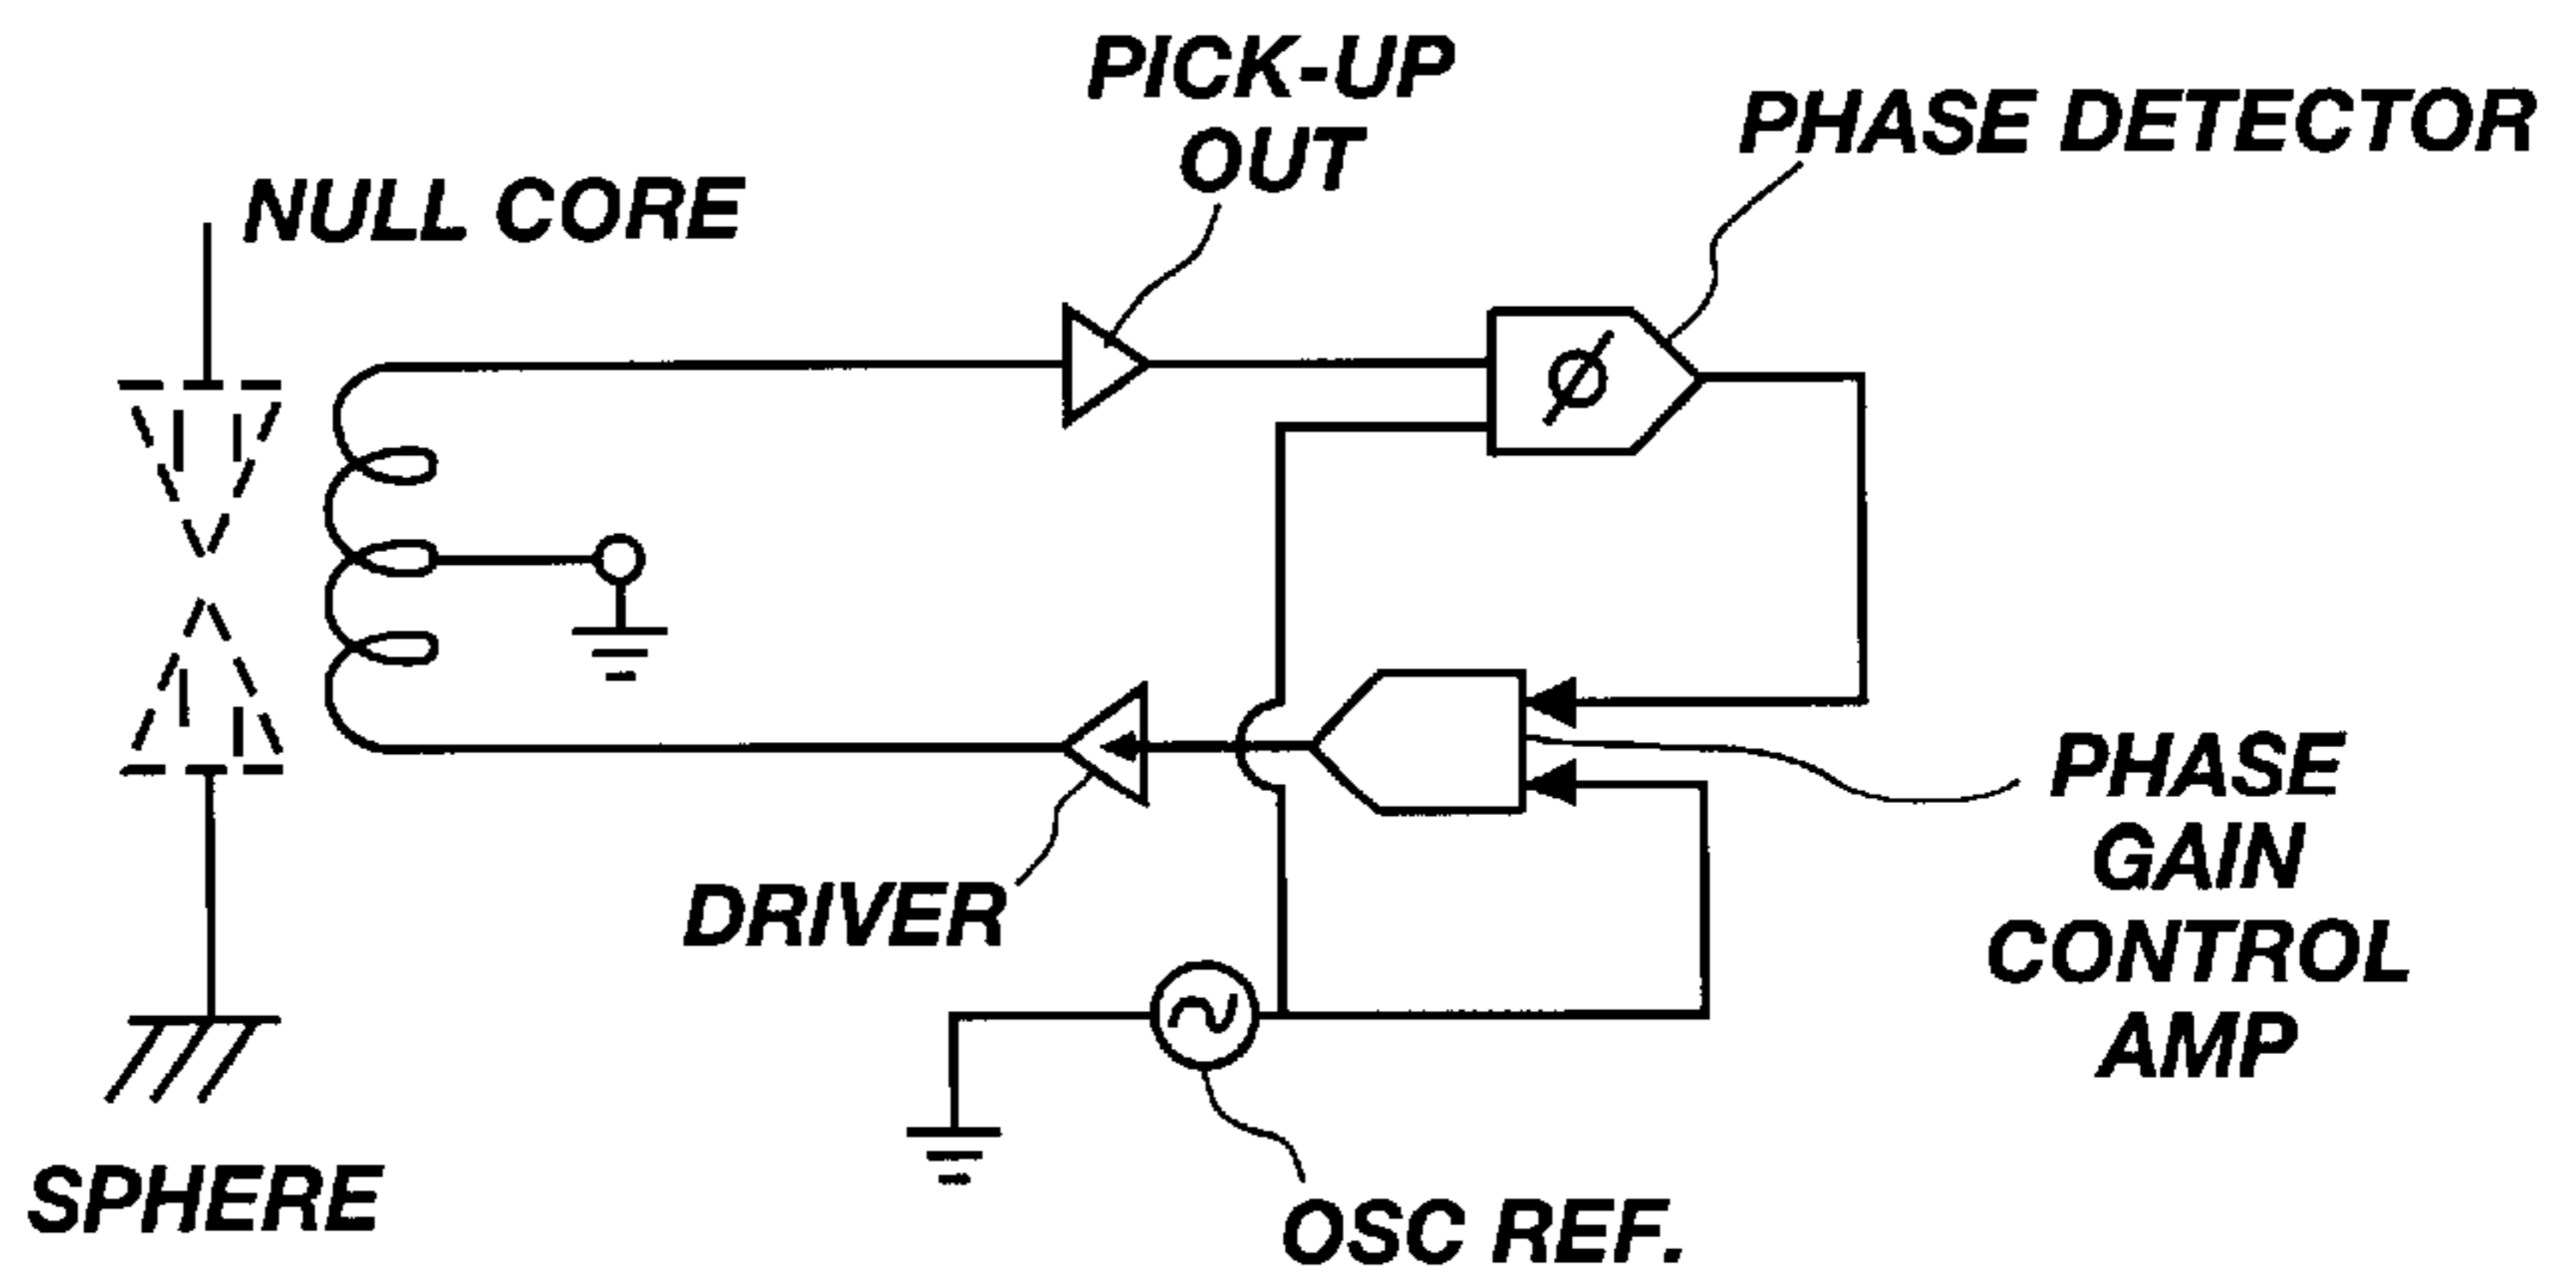 PICK-UP
OUT
PHASE DETECTOR
NULL CORE
Ø
PHASE
GAIN
CONTROL
AMP
DRIVER
SPHERE
OSC REF.